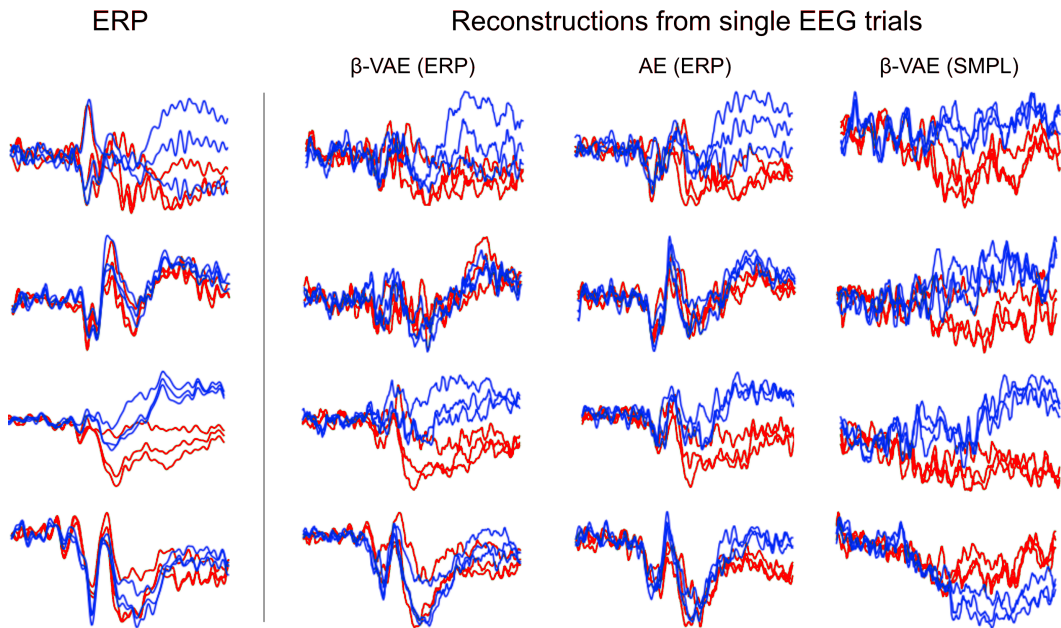 ERP
Reconstructions from single EEG trials
β-VAE (ERP)
AE (ERP)
β-VAE (SMPL)